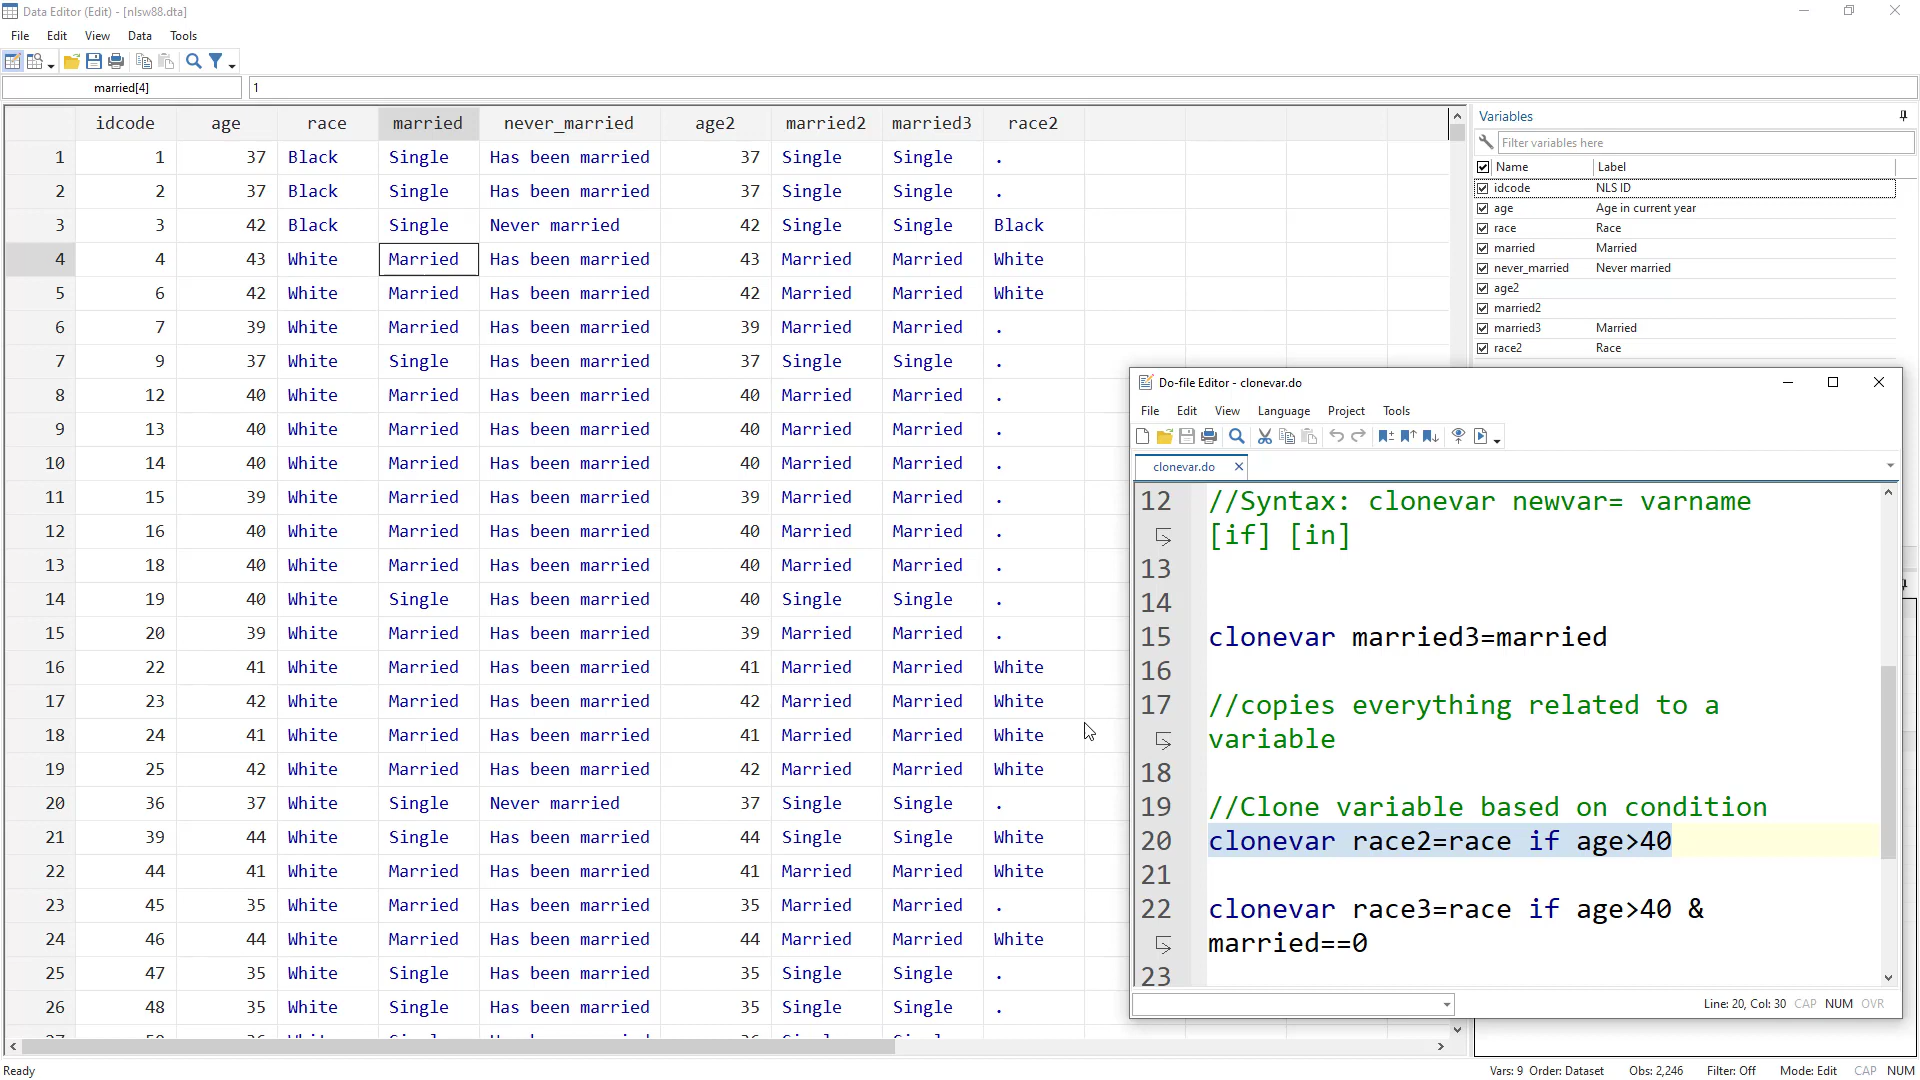 Data Editor (Edit) - [nlsw88.dta]
File Edit View Data Tools
married[4] 1
idcode age race married never_married age2 married2 married3 race2
1 1 37 Black Single Has been married 37 Single Single .
2 2 37 Black Single Has been married 37 Single Single .
3 3 42 Black Single Never married 42 Single Single Black
4 4 43 White Married Has been married 43 Married Married White
5 6 42 White Married Has been married 42 Married Married White
6 7 39 White Married Has been married 39 Married Married .
7 9 37 White Single Has been married 37 Single Single .
8 12 40 White Married Has been married 40 Married Married .
9 13 40 White Married Has been married 40 Married Married .
10 14 40 White Married Has been married 40 Married Married .
11 15 39 White Married Has been married 39 Married Married .
12 16 40 White Married Has been married 40 Married Married .
13 18 40 White Married Has been married 40 Married Married .
14 19 40 White Single Has been married 40 Single Single .
15 20 39 White Married Has been married 39 Married Married .
16 22 41 White Married Has been married 41 Married Married White
17 23 42 White Married Has been married 42 Married Married White
18 24 41 White Married Has been married 41 Married Married White
19 25 42 White Married Has been married 42 Married Married White
20 36 37 White Single Never married 37 Single Single .
21 39 44 White Single Has been married 44 Single Single White
22 44 41 White Married Has been married 41 Married Married White
23 45 35 White Married Has been married 35 Married Married .
24 46 44 White Married Has been married 44 Married Married White
25 47 35 White Single Has been married 35 Single Single .
26 48 35 White Single Has been married 35 Single Single .
Variables
Filter variables here
Name Label
idcode NLS ID
age Age in current year
race Race
married Married
never_married Never married
age2
married2
married3 Married
race2 Race
Do-file Editor - clonevar.do
File Edit View Language Project Tools
clonevar.do
12 //Syntax: clonevar newvar= varname
[if] [in]
13
14
15 clonevar married3=married
16
17 //copies everything related to a
variable
18
19 //Clone variable based on condition
20 clonevar race2=race if age>40
21
22 clonevar race3=race if age>40 &
married==0
23
Line: 20, Col: 30 CAP NUM OVR
Ready
Vars: 9 Order: Dataset Obs: 2,246 Filter: Off Mode: Edit CAP NUM